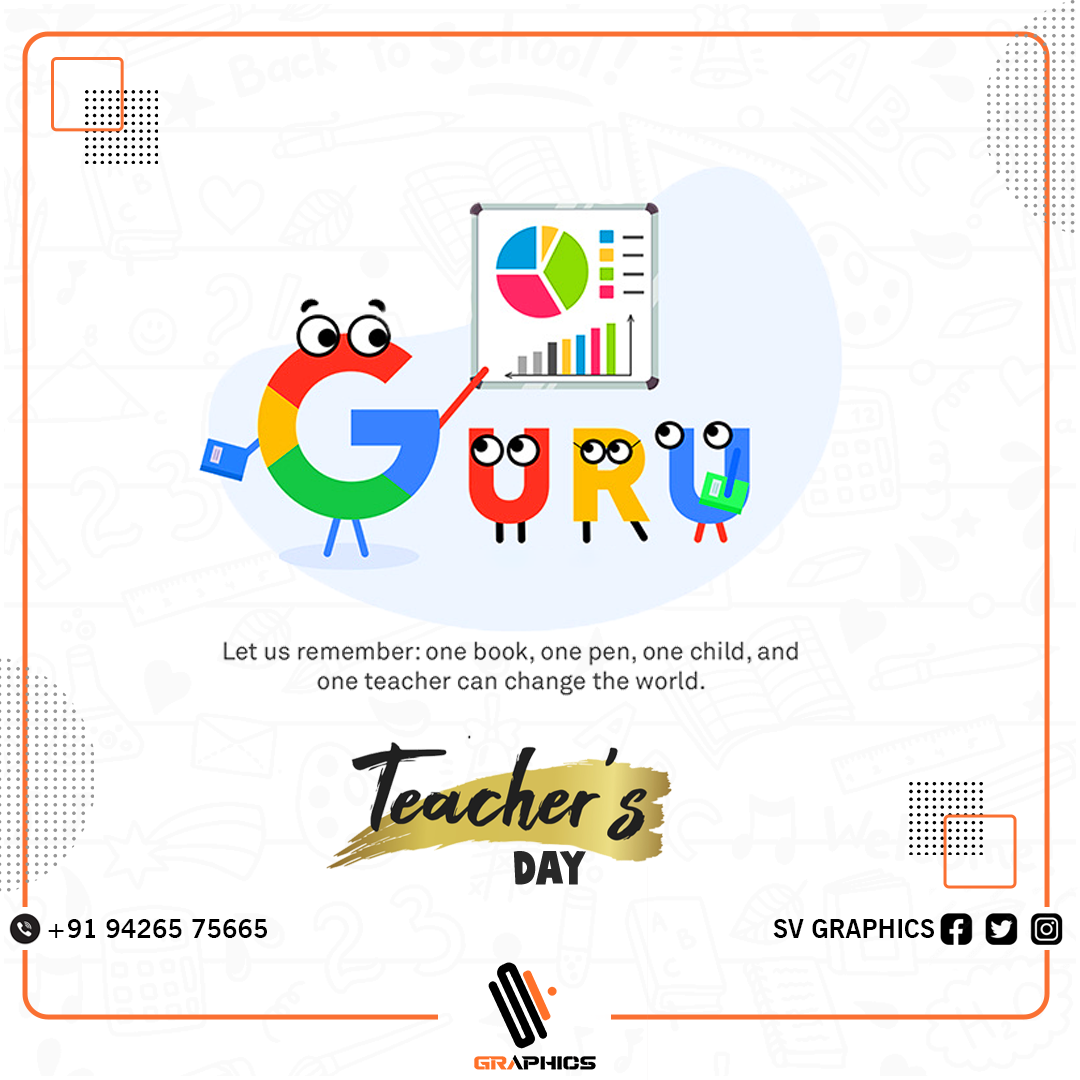 Back to School!
ABC
GURU
Let us remember: one book, one pen, one child, and
one teacher can change the world.
Teacher's
DAY
+91 94265 75665
SV GRAPHICS
GRAPHICS